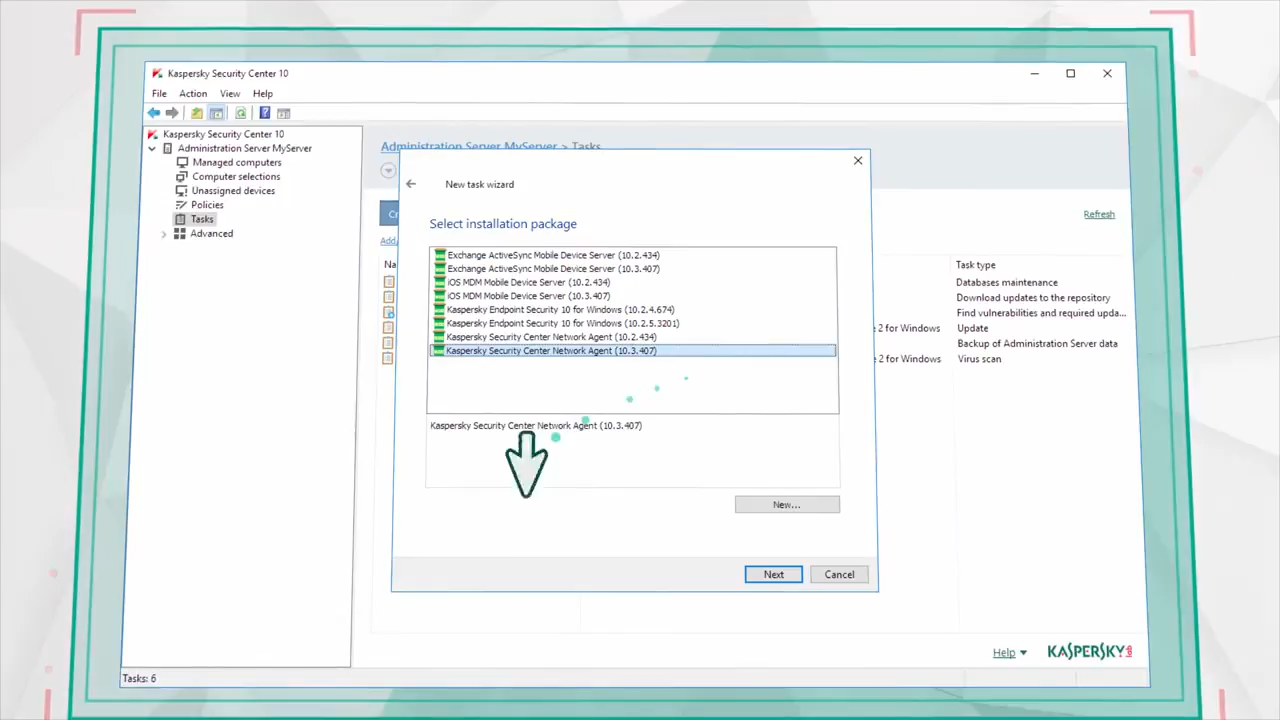 Kaspersky Security Center 10
File Action View Help
Kaspersky Security Center 10
Administration Server MyServer
Managed computers
Computer selections
Unassigned devices
Policies
Tasks
Advanced
Administration Server MyServer > Tasks
New task wizard
Select installation package
Exchange ActiveSync Mobile Device Server (10.2.434)
Exchange ActiveSync Mobile Device Server (10.3.407)
iOS MDM Mobile Device Server (10.2.434)
iOS MDM Mobile Device Server (10.3.407)
Kaspersky Endpoint Security 10 for Windows (10.2.4.674)
Kaspersky Endpoint Security 10 for Windows (10.2.5.3201)
Kaspersky Security Center Network Agent (10.2.434)
Kaspersky Security Center Network Agent (10.3.407)
Kaspersky Security Center Network Agent (10.3.407)
New...
Next Cancel
Refresh
Task type
Databases maintenance
Download updates to the repository
Find vulnerabilities and required upda...
2 for Windows Update
Backup of Administration Server data
2 for Windows Virus scan
Help
KASPERSKY lab
Tasks: 6